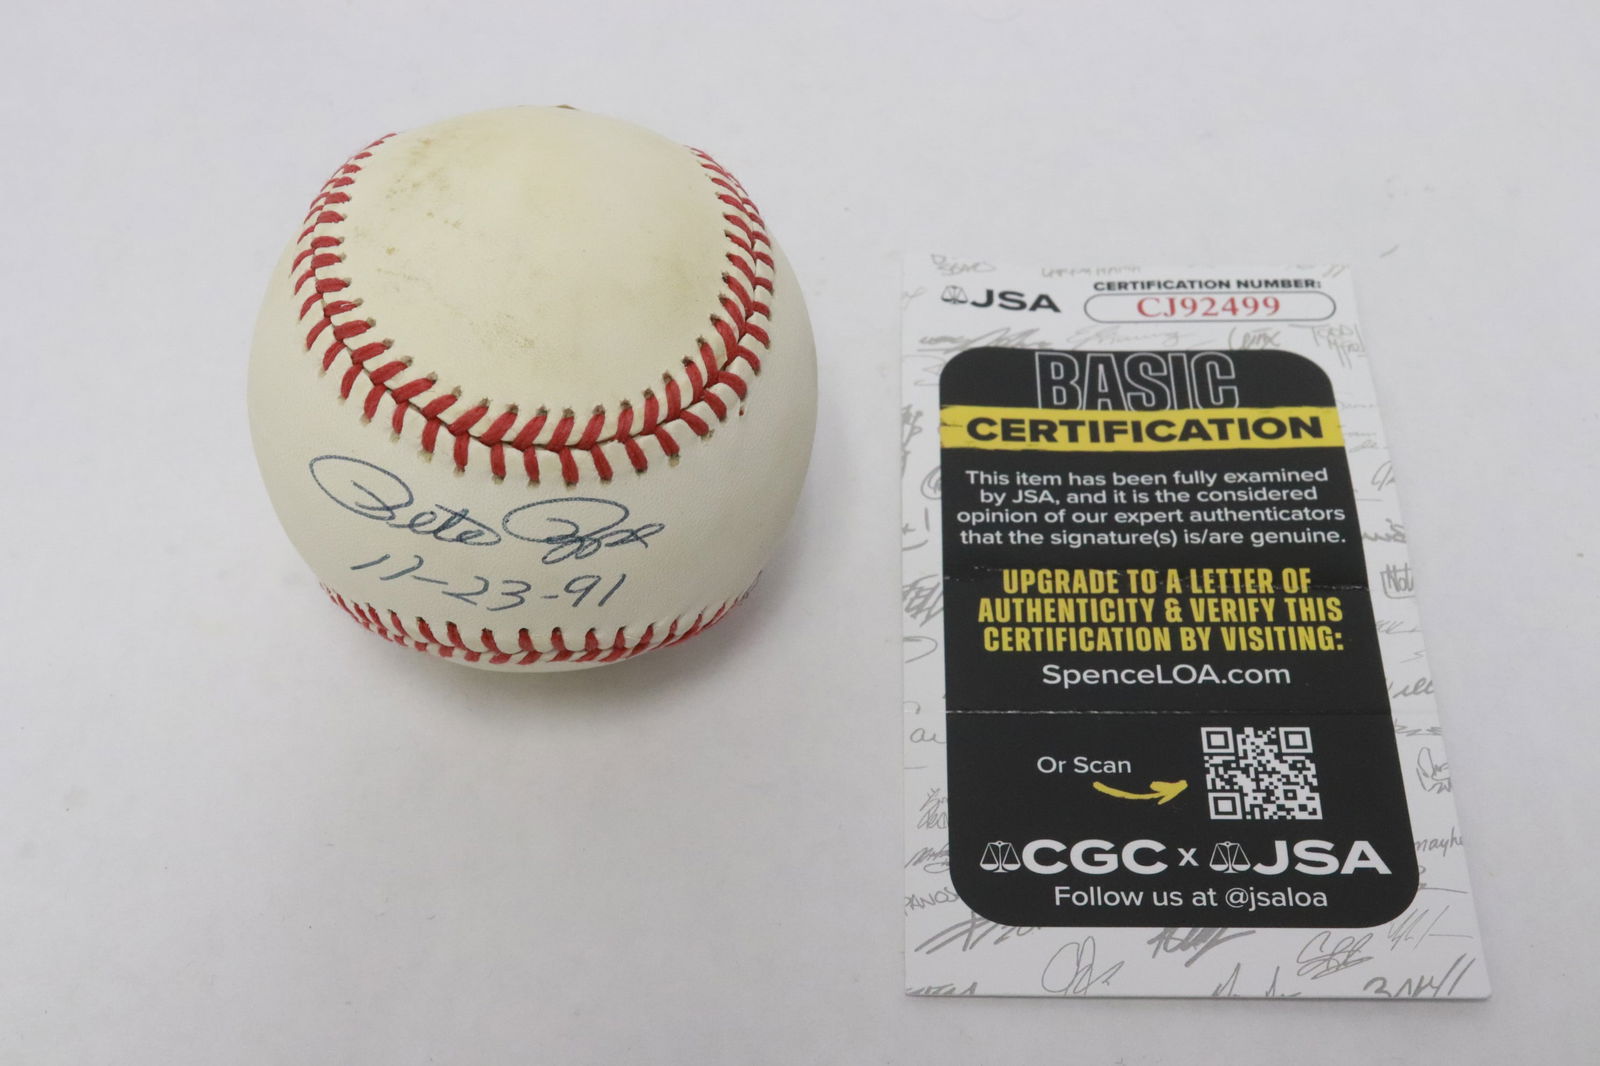 Pete Rose
11-23-91
JSA
CERTIFICATION NUMBER:
CJ92499
BASIC
CERTIFICATION
This item has been fully examined
by JSA, and it is the considered
opinion of our expert authenticators
that the signature(s) is/are genuine.
UPGRADE TO A LETTER OF
AUTHENTICITY & VERIFY THIS
CERTIFICATION BY VISITING:
SpenceLOA.com
Or Scan
CGC x JSA
Follow us at @jsaloa